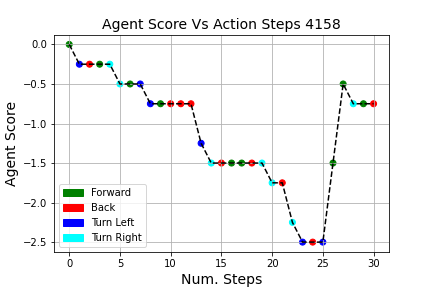 Agent Score Vs Action Steps 4158
Agent Score
0.0
−0.5
−1.0
−1.5
−2.0
−2.5
Forward
Back
Turn Left
Turn Right
0 5 10 15 20 25 30
Num. Steps